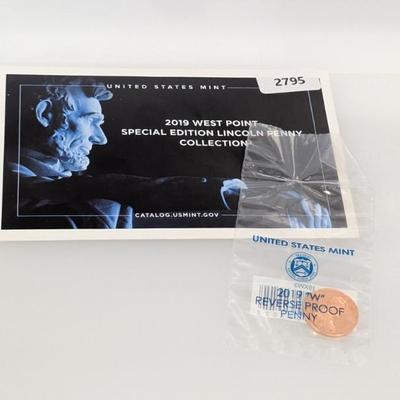 UNITED STATES MINT
2795
2019 WEST POINT
SPECIAL EDITION LINCOLN PENNY
COLLECTION
CATALOG.USMINT.GOV
UNITED STATES MINT
2019 "W"
REVERSE PROOF
PENNY